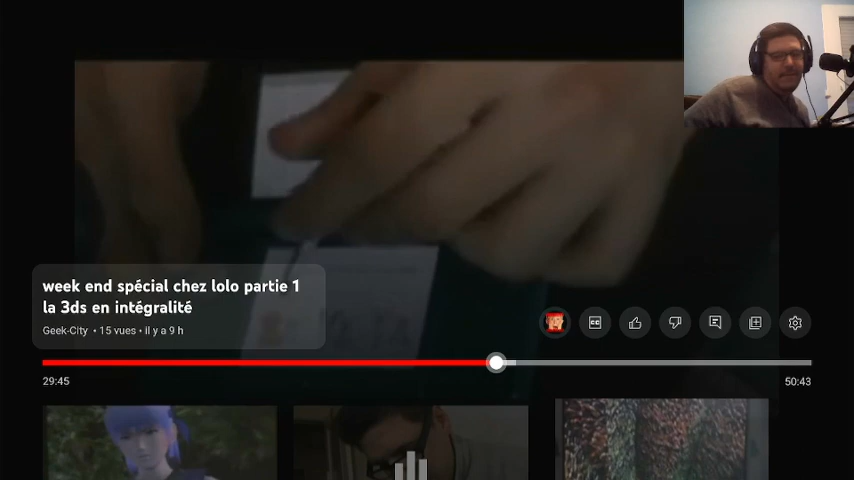 week end spécial chez lolo partie 1
la 3ds en intégralité
Geek-City • 15 vues • Il y a 9 h
CC
29:45
50:43